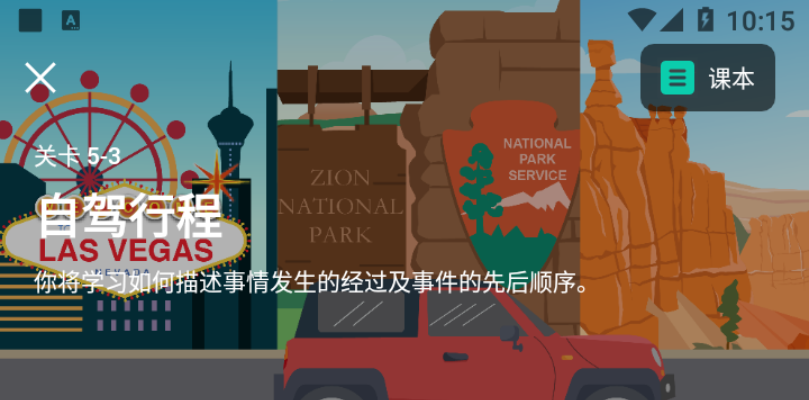 10:15
课本
关卡 5-3
自驾行程
你将学习如何描述事情发生的经过及事件的先后顺序。
LAS VEGAS
NEVADA
ZION
NATIONAL
PARK
NATIONAL
PARK
SERVICE